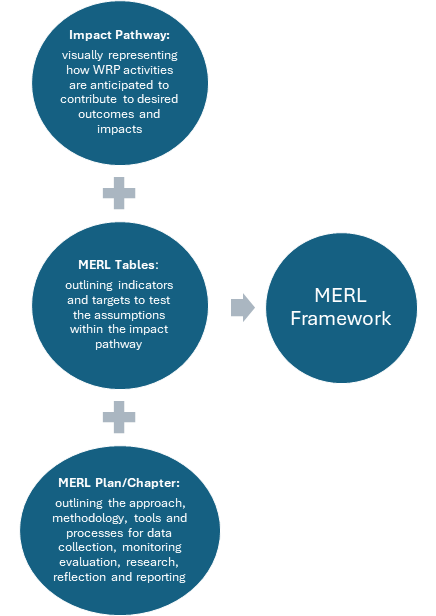 Impact Pathway:
visually representing
how WRP activities
are anticipated to
contribute to desired
outcomes and
impacts
MERL Tables:
outlining indicators
and targets to test
the assumptions
within the impact
pathway
MERL
Framework
MERL Plan/Chapter:
outlining the approach,
methodology, tools and
processes for data
collection, monitoring
evaluation, research,
reflection and reporting